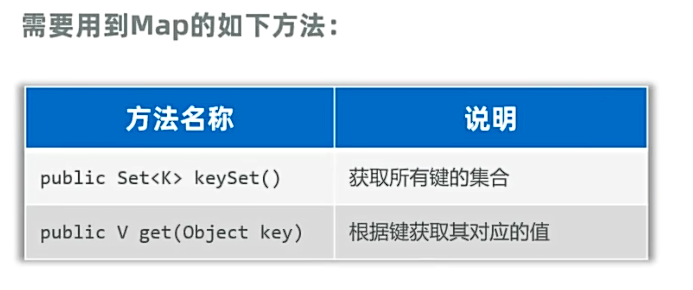 需要用到Map的如下方法：
方法名称 说明
public Set<K> keySet() 获取所有键的集合
public V get(Object key) 根据键获取其对应的值